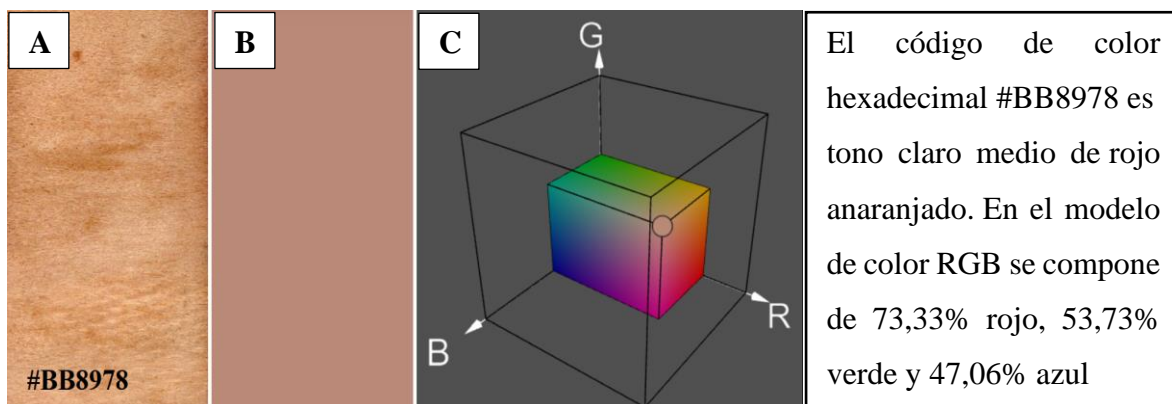 A
B
C
#BB8978
G
R
B
El código de color
hexadecimal #BB8978 es
tono claro medio de rojo
anaranjado. En el modelo
de color RGB se compone
de 73,33% rojo, 53,73%
verde y 47,06% azul